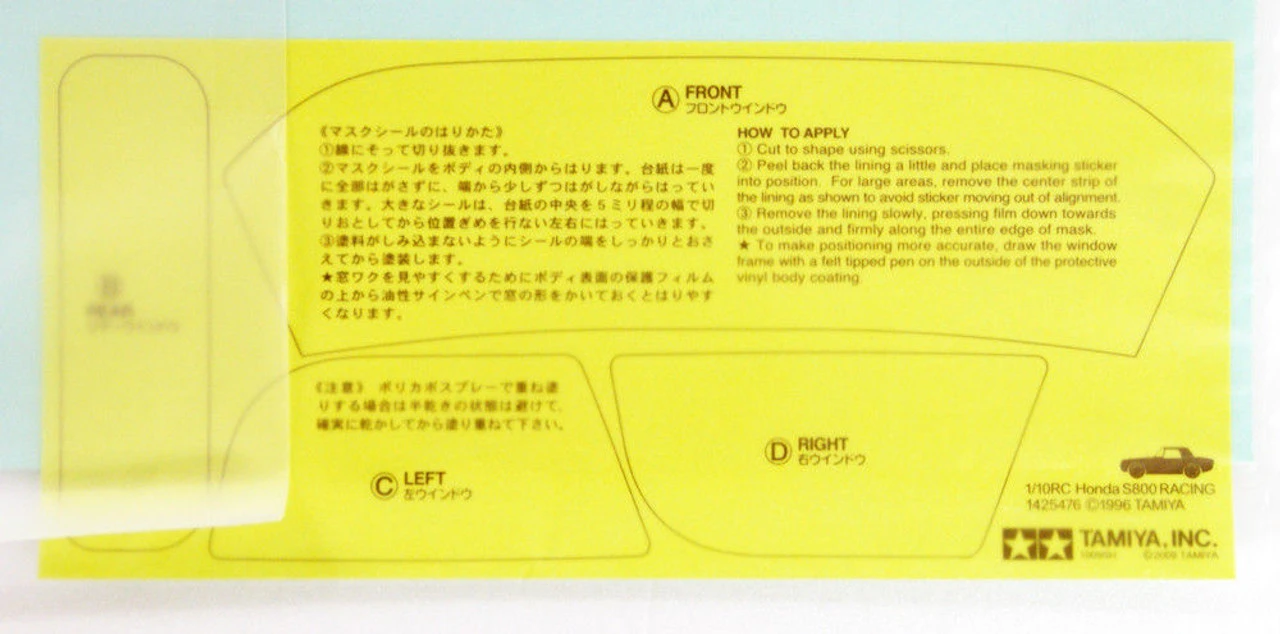 Ⓐ FRONT
フロントウインドウ
《マスクシールのはりかた》
①線にそって切り抜きます。
②マスクシールをボディの内側からはります。台紙は一度
に全部はがさずに、端から少しずつはがしながらはってい
きます。大きなシールは、台紙の中央を5ミリ程の幅で切
りおとしてから位置ぎめを行ない左右にはっていきます。
③塗料がしみ込まないようにシールの端をしっかりとおさ
えてから塗装します。
★窓ワクを見やすくするためにボディ表面の保護フィルム
の上から油性サインペンで窓の形をかいておくとはりやす
くなります。
HOW TO APPLY
① Cut to shape using scissors.
② Peel back the lining a little and place masking sticker
into position. For large areas, remove the center strip of
the lining as shown to avoid sticker moving out of alignment.
③ Remove the lining slowly, pressing film down towards
the outside and firmly along the entire edge of mask.
★ To make positioning more accurate, draw the window
frame with a felt tipped pen on the outside of the protective
vinyl body coating.
REAR
《注意》 ポリカボスプレーで重ね塗
りする場合は半乾きの状態は避けて、
確実に乾かしてから塗り重ねて下さい。
Ⓒ LEFT
左ウインドウ
Ⓓ RIGHT
右ウインドウ
1/10RC Honda S800 RACING
1425476 ©1996 TAMIYA
TAMIYA, INC.
©2008 TAMIYA